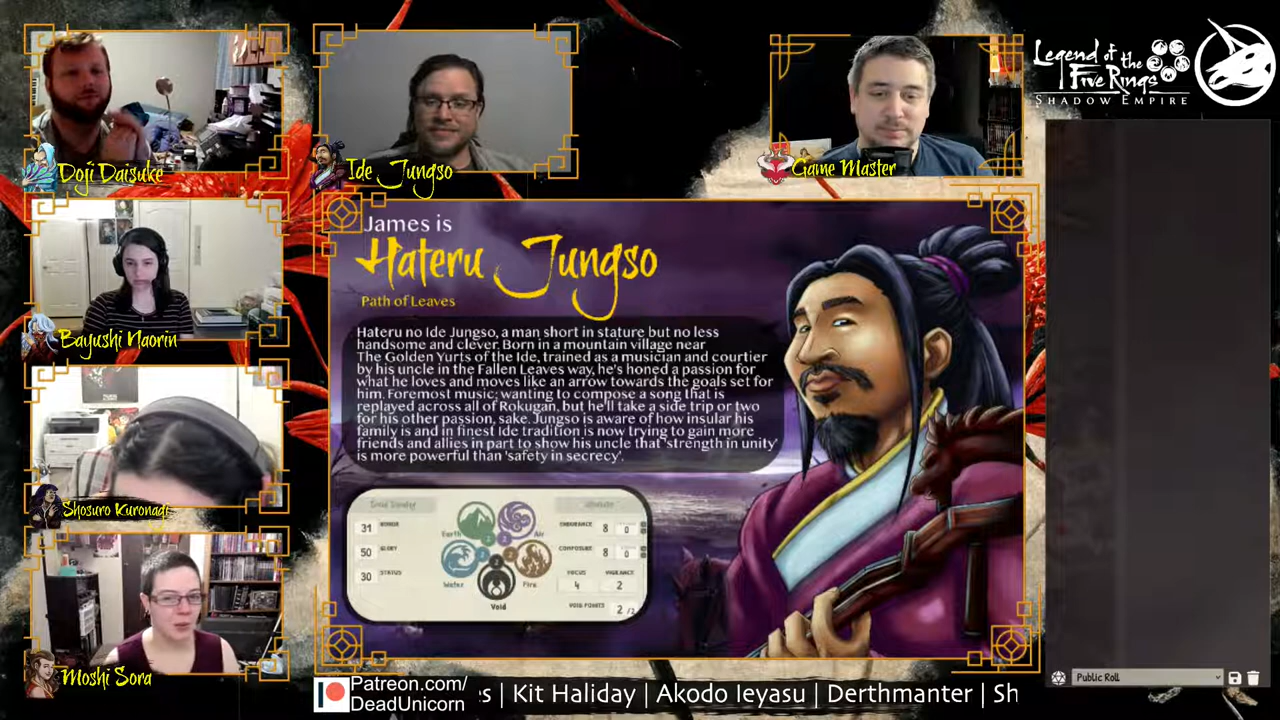 Legend of the
Five Rings
SHADOW EMPIRE
Doji Daisuke
Ide Jungso
Game Master
Bayushi Naorin
Shosuro Kuronagi
Moshi Sora
James is
Hateru Jungso
Path of Leaves
Hateru no Ide Jungso, a man short in stature but no less
handsome and clever. Born in a mountain village near
The Golden Yurts of the Ide, trained as a musician and courtier
by his uncle in the Fallen Leaves way, he's honed a passion for
what he loves and moves like an arrow towards the goals set for
him. Foremost music; wanting to compose a song that is
replayed across all of Rokugan, but he'll take a side trip or two
for his other passion, sake. Jungso is aware of how insular his
family is and in finest Ide tradition is now trying to gain more
friends and allies in part to show his uncle that 'strength in unity'
is more powerful than 'safety in secrecy'.
31 HONOR
50 GLORY
30 STATUS
Earth
Air
Water
Fire
Void
ENDURANCE 8 0
COMPOSURE 8 0
FOCUS VIGILANCE
4 2
VOID POINTS 2 /2
Public Roll
Patreon.com/
DeadUnicorn
s | Kit Haliday | Akodo Ieyasu | Derthmanter | Sh